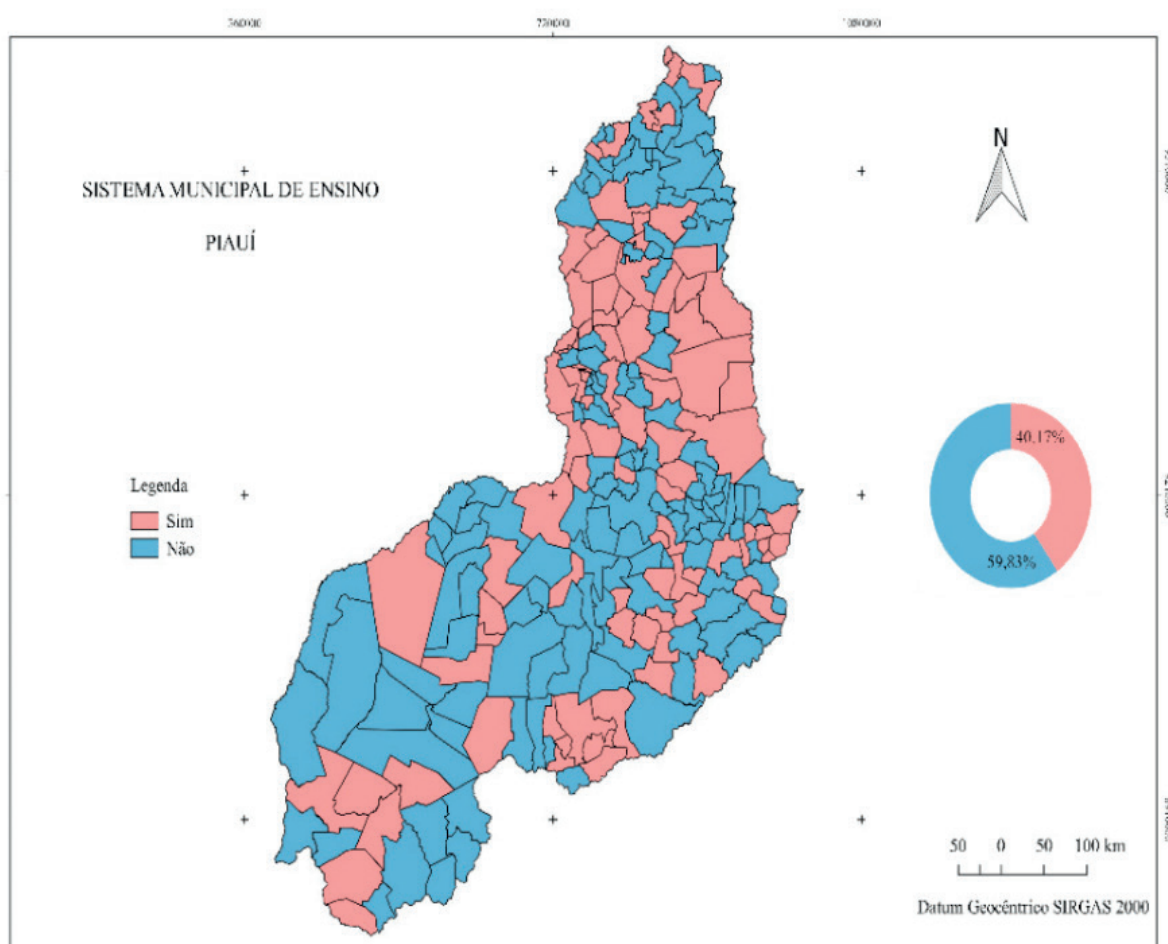 720000
N
SISTEMA MUNICIPAL DE ENSINO
PIAUÍ
Legenda
Sim
Não
40,17%
59,83%
50 0 50 100 km
Datum Geocêntrico SIRGAS 2000